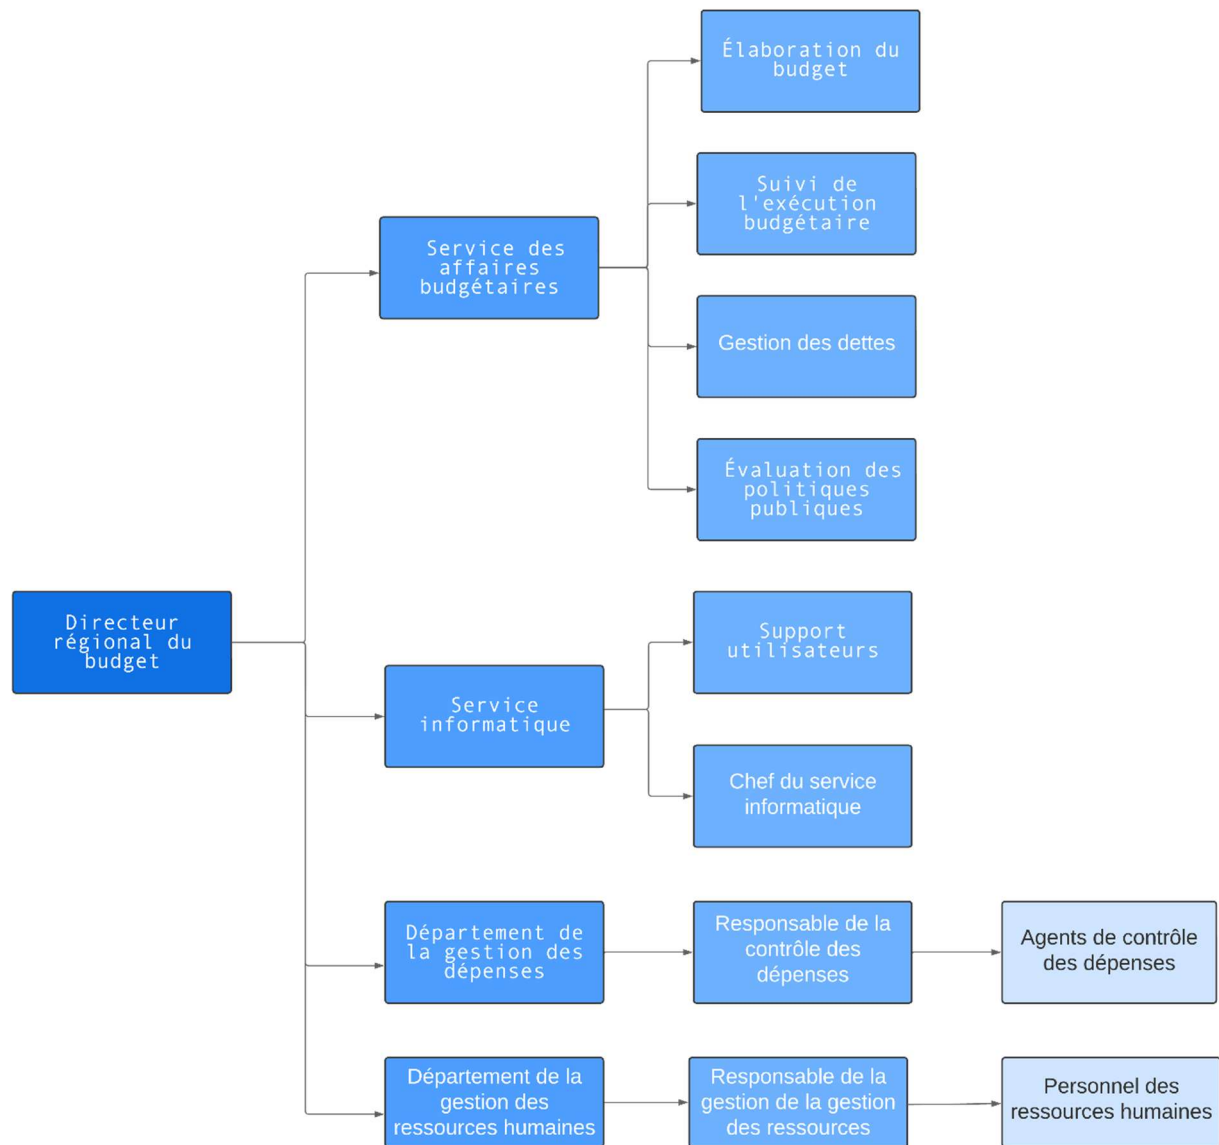 Élaboration du
budget
Suivi de
l'exécution
budgétaire
Service des
affaires
budgétaires
Gestion des dettes
Évaluation des
politiques
publiques
Directeur
régional du
budget
Support
utilisateurs
Service
informatique
Chef du service
informatique
Département de
la gestion des
dépenses
Responsable de la
contrôle des
dépenses
Agents de contrôle
des dépenses
Département de la
gestion des
ressources humaines
Responsable de la
gestion de la gestion
des ressources
Personnel des
ressources humaines